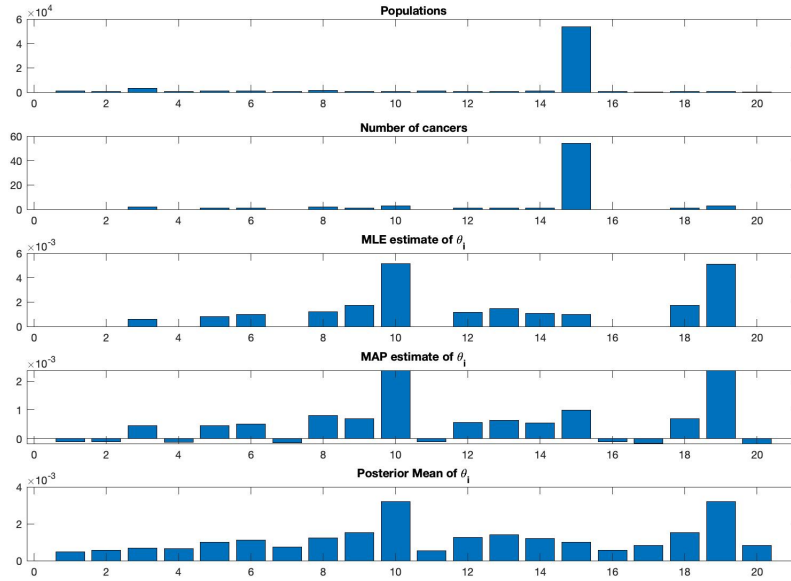 Populations
×10⁴
6
4
2
0
0 2 4 6 8 10 12 14 16 18 20
Number of cancers
60
40
20
0
0 2 4 6 8 10 12 14 16 18 20
MLE estimate of θᵢ
×10⁻³
6
4
2
0
0 2 4 6 8 10 12 14 16 18 20
MAP estimate of θᵢ
×10⁻³
2
1
0
0 2 4 6 8 10 12 14 16 18 20
Posterior Mean of θᵢ
×10⁻³
4
2
0
0 2 4 6 8 10 12 14 16 18 20